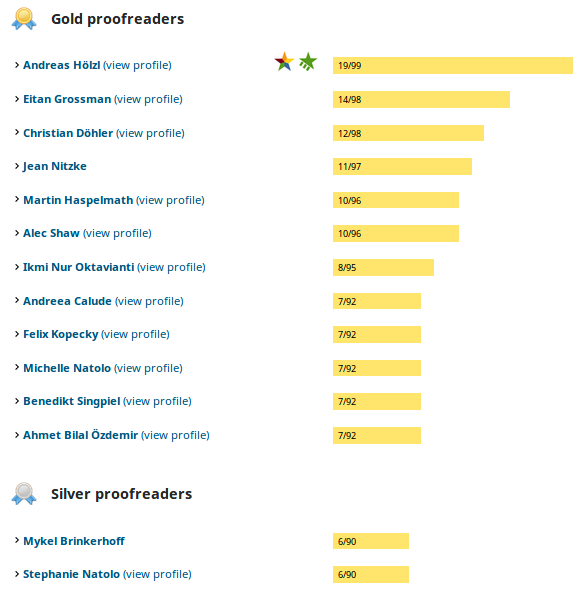 Gold proofreaders
Andreas Hölzl (view profile) 19/99
Eitan Grossman (view profile) 14/98
Christian Döhler (view profile) 12/98
Jean Nitzke 11/97
Martin Haspelmath (view profile) 10/96
Alec Shaw (view profile) 10/96
Ikmi Nur Oktavianti (view profile) 8/95
Andreea Calude (view profile) 7/92
Felix Kopecky (view profile) 7/92
Michelle Natolo (view profile) 7/92
Benedikt Singpiel (view profile) 7/92
Ahmet Bilal Özdemir (view profile) 7/92
Silver proofreaders
Mykel Brinkerhoff 6/90
Stephanie Natolo (view profile) 6/90